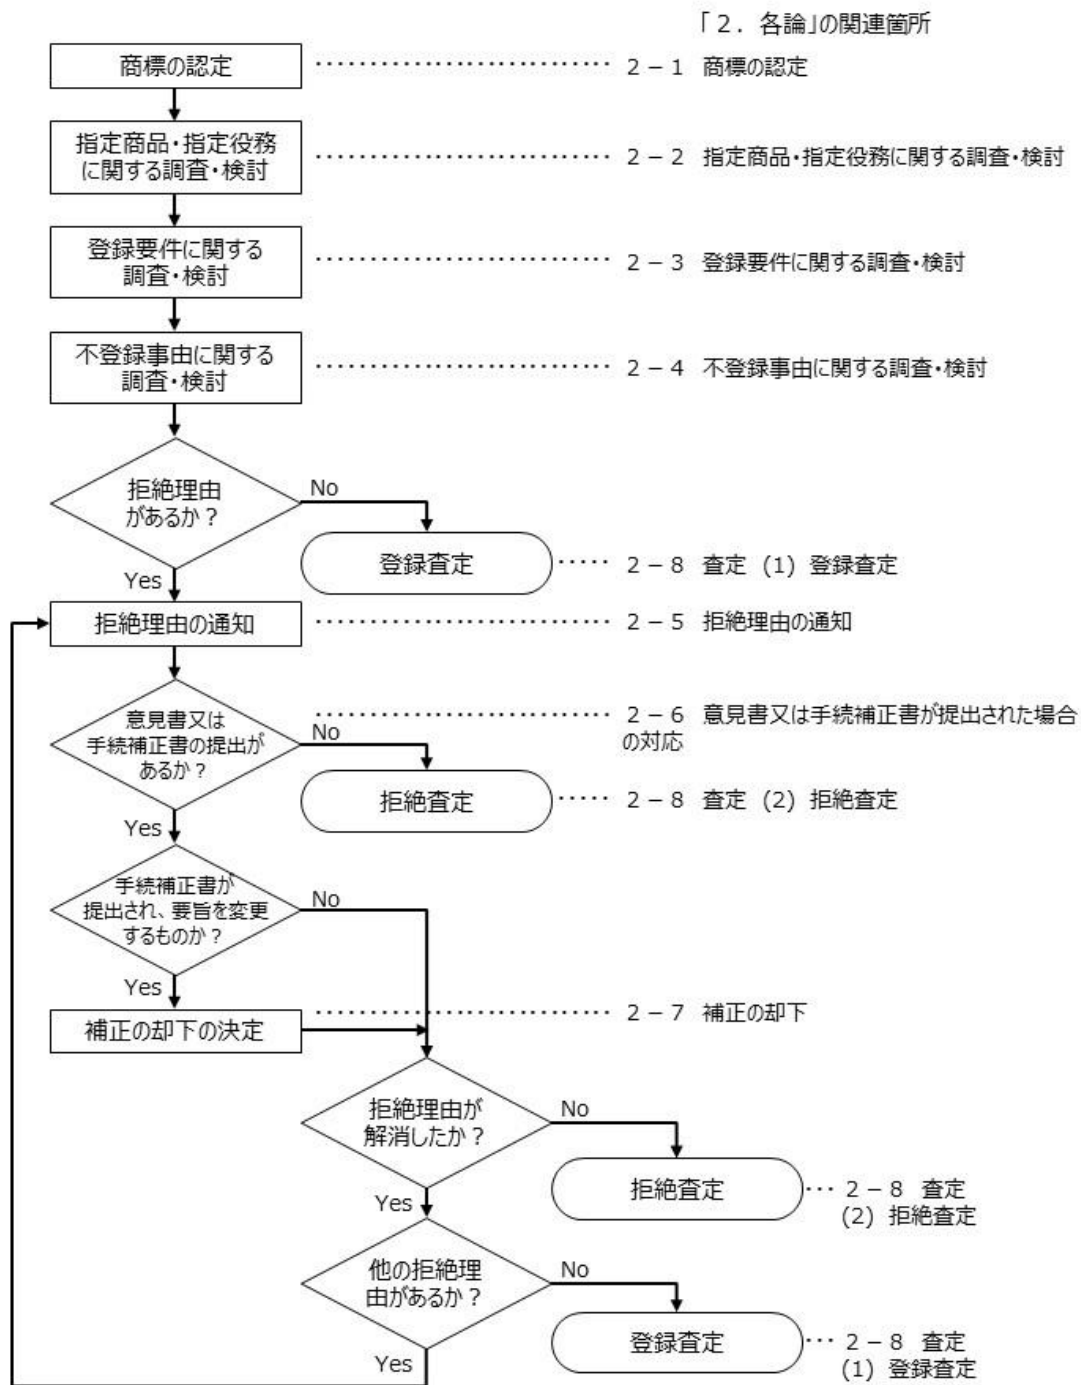 「２．各論」の関連箇所
商標の認定
２－１ 商標の認定
指定商品・指定役務
に関する調査・検討
２－２ 指定商品・指定役務に関する調査・検討
登録要件に関する
調査・検討
２－３ 登録要件に関する調査・検討
不登録事由に関する
調査・検討
２－４ 不登録事由に関する調査・検討
拒絶理由
があるか？
No
登録査定
２－８ 査定 (1) 登録査定
Yes
拒絶理由の通知
２－５ 拒絶理由の通知
意見書又は
手続補正書の提出が
あるか？
２－６ 意見書又は手続補正書が提出された場合
の対応
No
拒絶査定
２－８ 査定 (2) 拒絶査定
Yes
手続補正書が
提出され、要旨を変更
するものか？
No
Yes
補正の却下の決定
２－７ 補正の却下
拒絶理由が
解消したか？
No
拒絶査定
２－８ 査定
(2) 拒絶査定
Yes
他の拒絶理
由があるか？
No
登録査定
２－８ 査定
(1) 登録査定
Yes